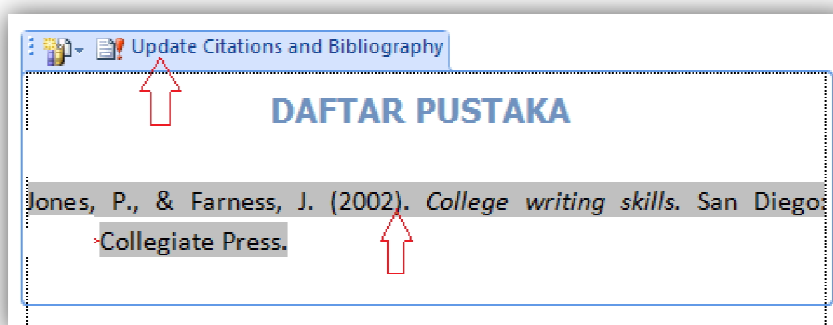 Update Citations and Bibliography
DAFTAR PUSTAKA
Jones, P., & Farness, J. (2002). College writing skills. San Diego:
Collegiate Press.